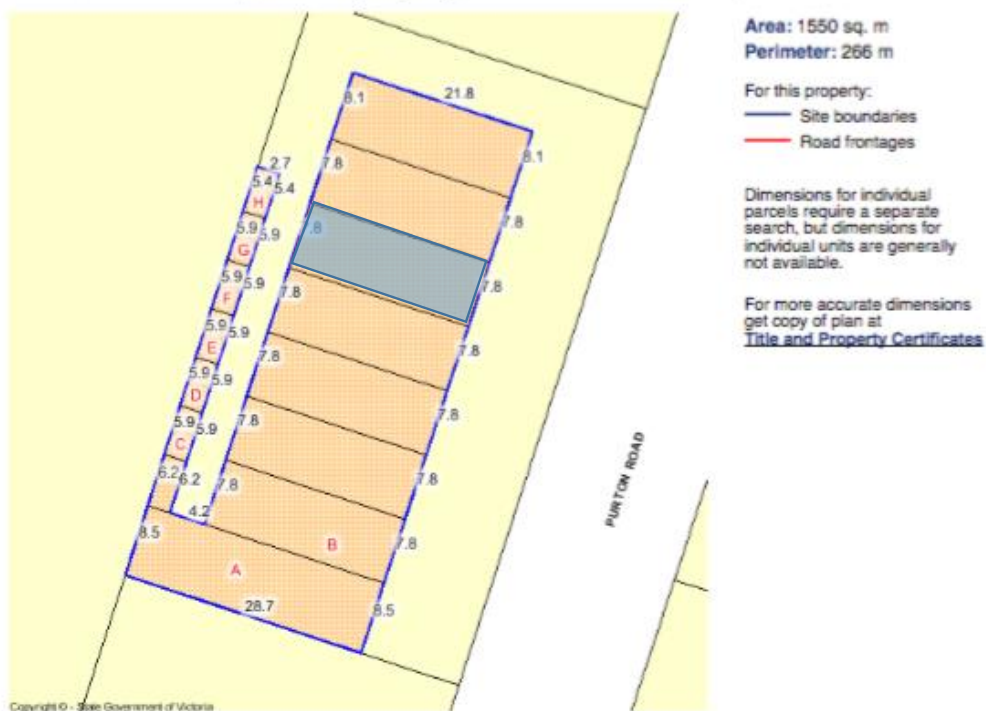 Area: 1550 sq. m
Perimeter: 266 m
For this property:
Site boundaries
Road frontages
Dimensions for individual
parcels require a separate
search, but dimensions for
individual units are generally
not available.
For more accurate dimensions
get copy of plan at
Title and Property Certificates
21.8
8.1
8.1
7.8
2.7
5.4
5.4
H
7.8
5.9
5.9
G
.8
7.8
5.9
5.9
F
7.8
7.8
5.9
5.9
E
7.8
5.9
5.9
D
7.8
7.8
5.9
5.9
C
6.2
6.2
7.8
7.8
4.2
8.5
B
7.8
A
28.7
8.5
PURTON ROAD
Copyright © - State Government of Victoria